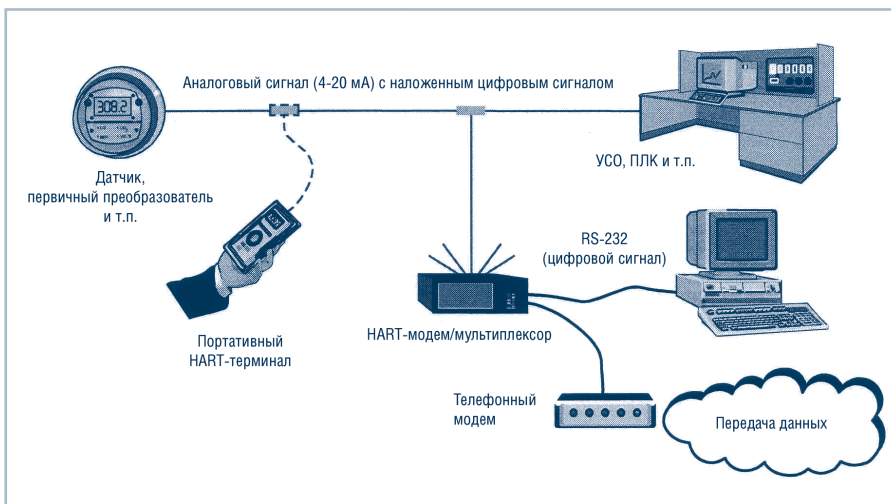 Аналоговый сигнал (4-20 мА) с наложенным цифровым сигналом
308.2
Датчик,
первичный преобразователь
и т.п.
УСО, ПЛК и т.п.
RS-232
(цифровой сигнал)
Портативный
HART-терминал
HART-модем/мультиплексор
Телефонный
модем
Передача данных